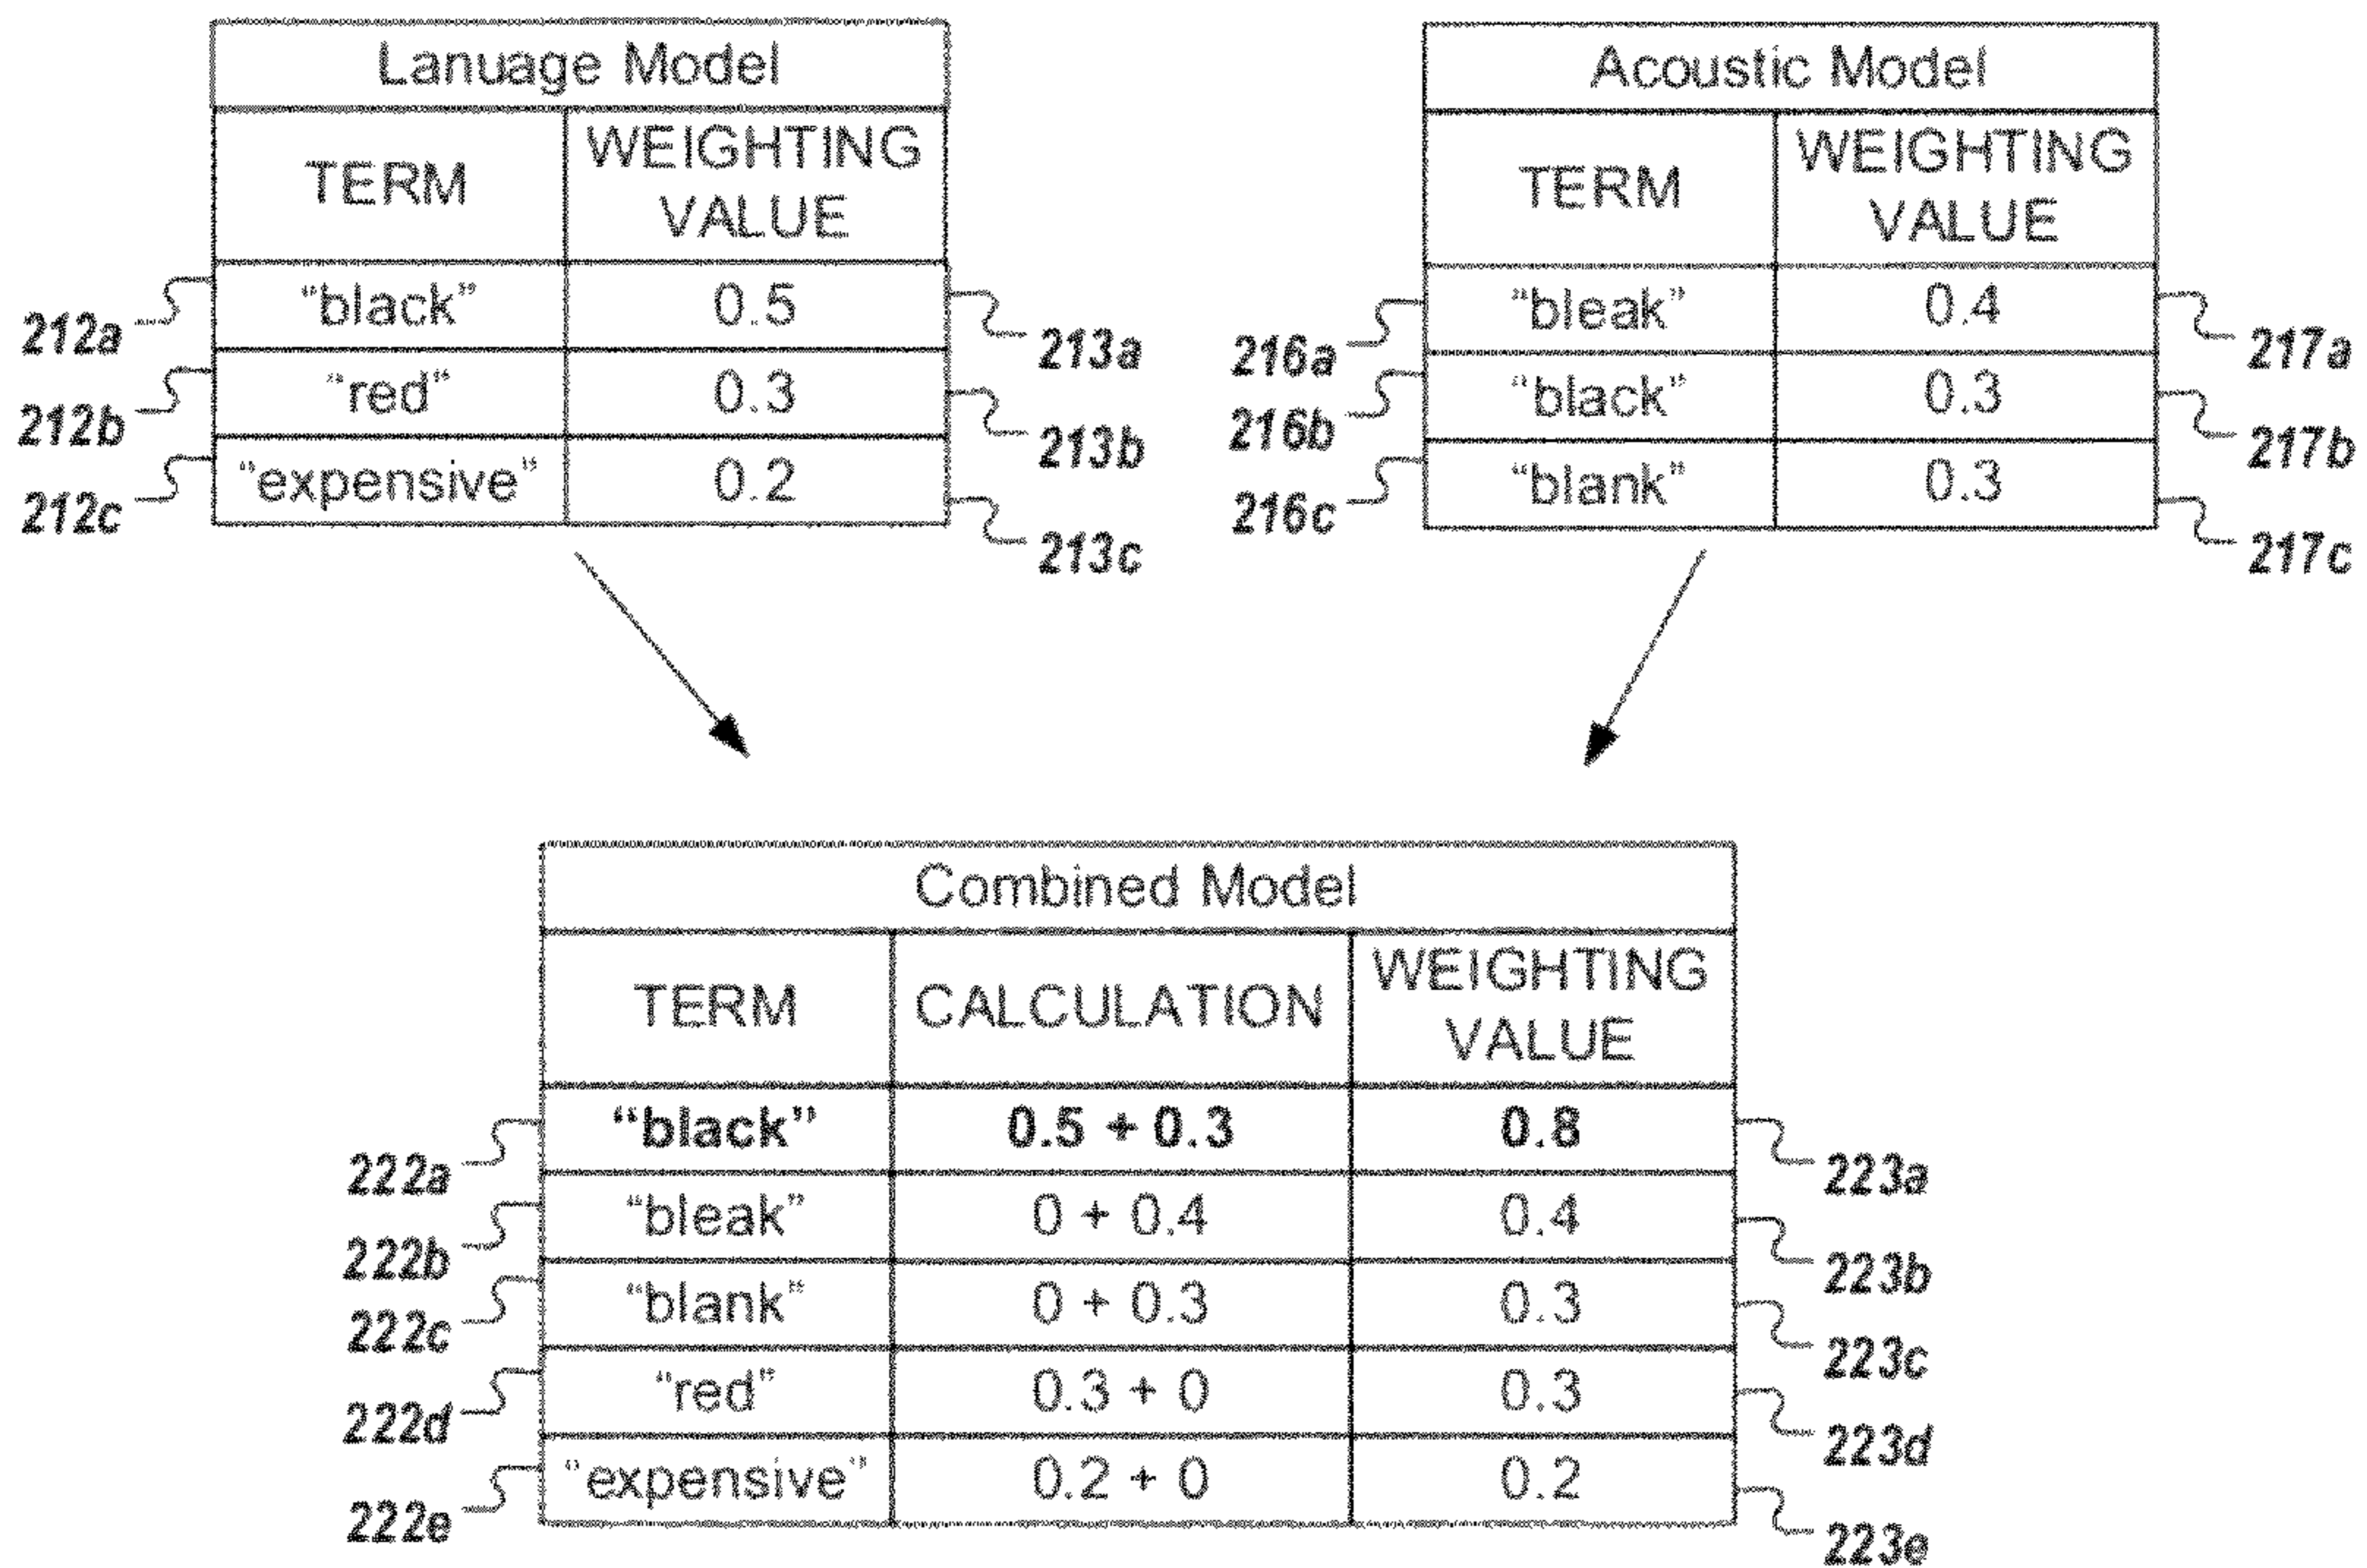 Lanuage Model
TERM WEIGHTING VALUE
212a "black" 0.5 213a
212b "red" 0.3 213b
212c "expensive" 0.2 213c
Acoustic Model
TERM WEIGHTING VALUE
216a "bleak" 0.4 217a
216b "black" 0.3 217b
216c "blank" 0.3 217c
Combined Model
TERM CALCULATION WEIGHTING VALUE
222a "black" 0.5 + 0.3 0.8 223a
222b "bleak" 0 + 0.4 0.4 223b
222c "blank" 0 + 0.3 0.3 223c
222d "red" 0.3 + 0 0.3 223d
222e "expensive" 0.2 + 0 0.2 223e